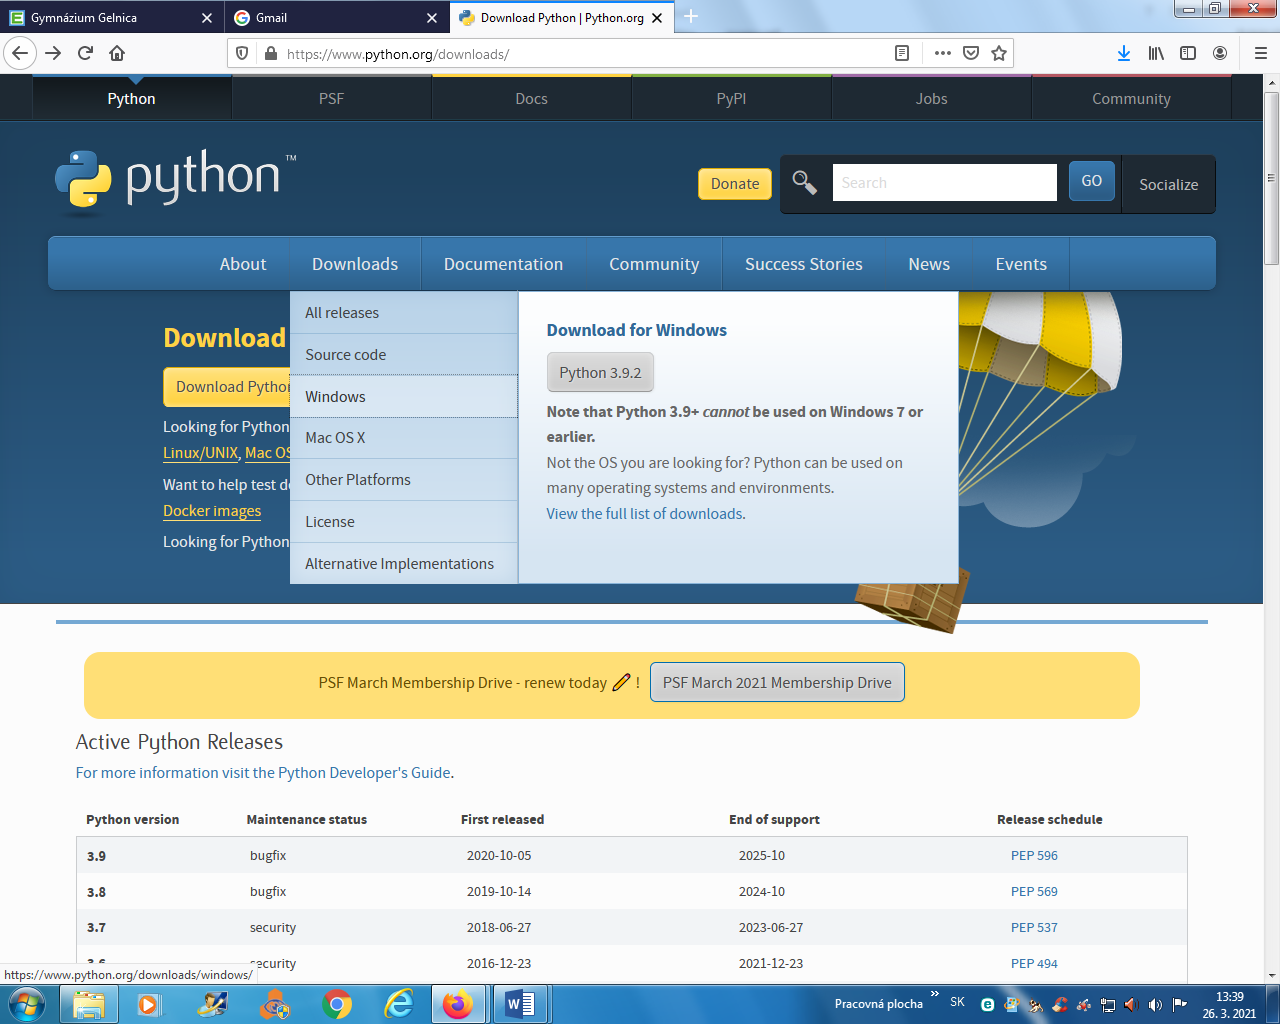 Gymnázium Gelnica
Gmail
Download Python | Python.org
https://www.python.org/downloads/
Python
PSF
Docs
PyPI
Jobs
Community
python™
Donate
Search
GO
Socialize
About
Downloads
Documentation
Community
Success Stories
News
Events
Download
Download Python
Looking for Python
Linux/UNIX, Mac OS
Want to help test de
Docker images
Looking for Python
All releases
Source code
Windows
Mac OS X
Other Platforms
License
Alternative Implementations
Download for Windows
Python 3.9.2
Note that Python 3.9+ cannot be used on Windows 7 or
earlier.
Not the OS you are looking for? Python can be used on
many operating systems and environments.
View the full list of downloads.
PSF March Membership Drive - renew today ! PSF March 2021 Membership Drive
Active Python Releases
For more information visit the Python Developer's Guide.
Python version Maintenance status First released End of support Release schedule
3.9 bugfix 2020-10-05 2025-10 PEP 596
3.8 bugfix 2019-10-14 2024-10 PEP 569
3.7 security 2018-06-27 2023-06-27 PEP 537
3.6 security 2016-12-23 2021-12-23 PEP 494
https://www.python.org/downloads/windows/
Pracovná plocha
SK
13:39
26. 3. 2021